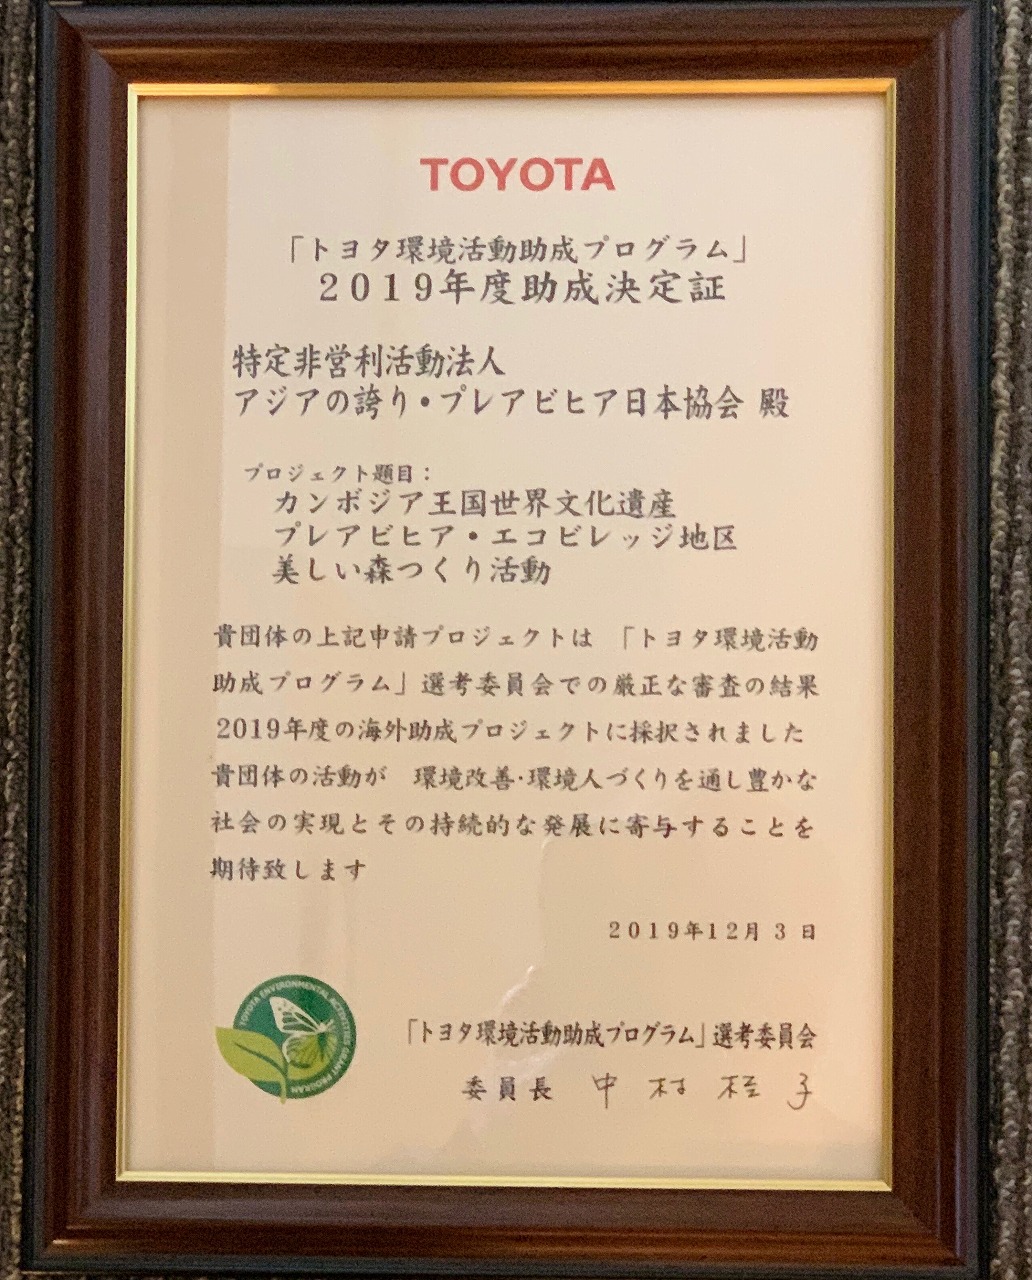 TOYOTA
「トヨタ環境活動助成プログラム」
2019年度助成決定証
特定非営利活動法人
アジアの誇り・プレアビヒア日本協会 殿
プロジェクト題目：
カンボジア王国世界文化遺産
プレアビヒア・エコビレッジ地区
美しい森つくり活動
貴団体の上記申請プロジェクトは 「トヨタ環境活動
助成プログラム」選考委員会での厳正な審査の結果
2019年度の海外助成プロジェクトに採択されました
貴団体の活動が 環境改善・環境人づくりを通し豊かな
社会の実現とその持続的な発展に寄与することを
期待致します
2019年12月3日
TOYOTA ENVIRONMENTAL ACTIVITIES GRANT PROGRAM
「トヨタ環境活動助成プログラム」選考委員会
委員長 中村桂子